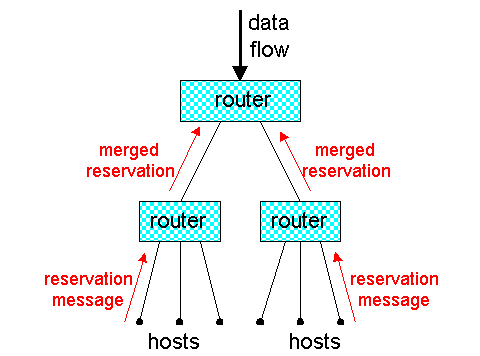 data
flow
router
merged
reservation
merged
reservation
router
router
reservation
message
reservation
message
hosts
hosts